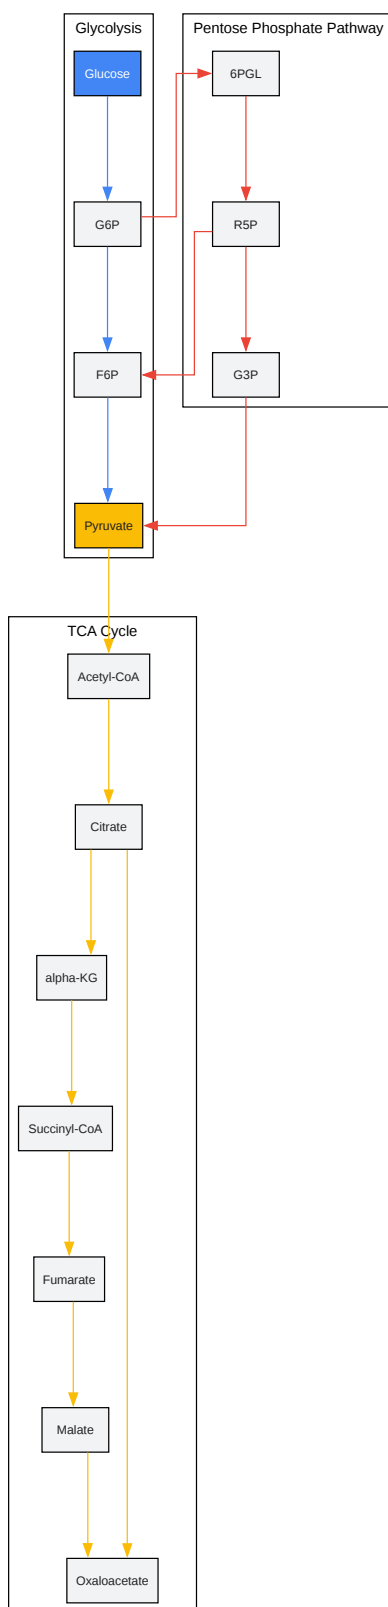 Glycolysis
Pentose Phosphate Pathway
Glucose
6PGL
G6P
R5P
F6P
G3P
Pyruvate
TCA Cycle
Acetyl-CoA
Citrate
alpha-KG
Succinyl-CoA
Fumarate
Malate
Oxaloacetate